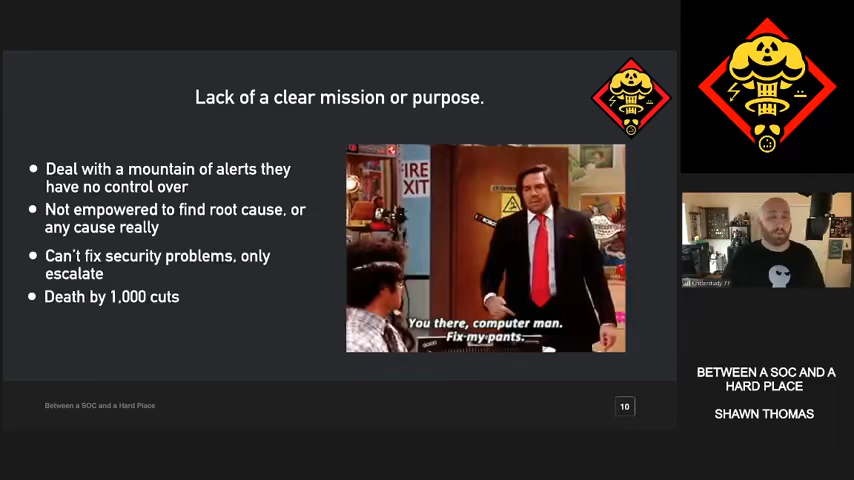 Lack of a clear mission or purpose.
Deal with a mountain of alerts they
have no control over
Not empowered to find root cause, or
any cause really
Can't fix security problems, only
escalate
Death by 1,000 cuts
FIRE
EXIT
You there, computer man.
Fix my pants.
Between a SOC and a Hard Place
10
BETWEEN A SOC AND A
HARD PLACE
SHAWN THOMAS